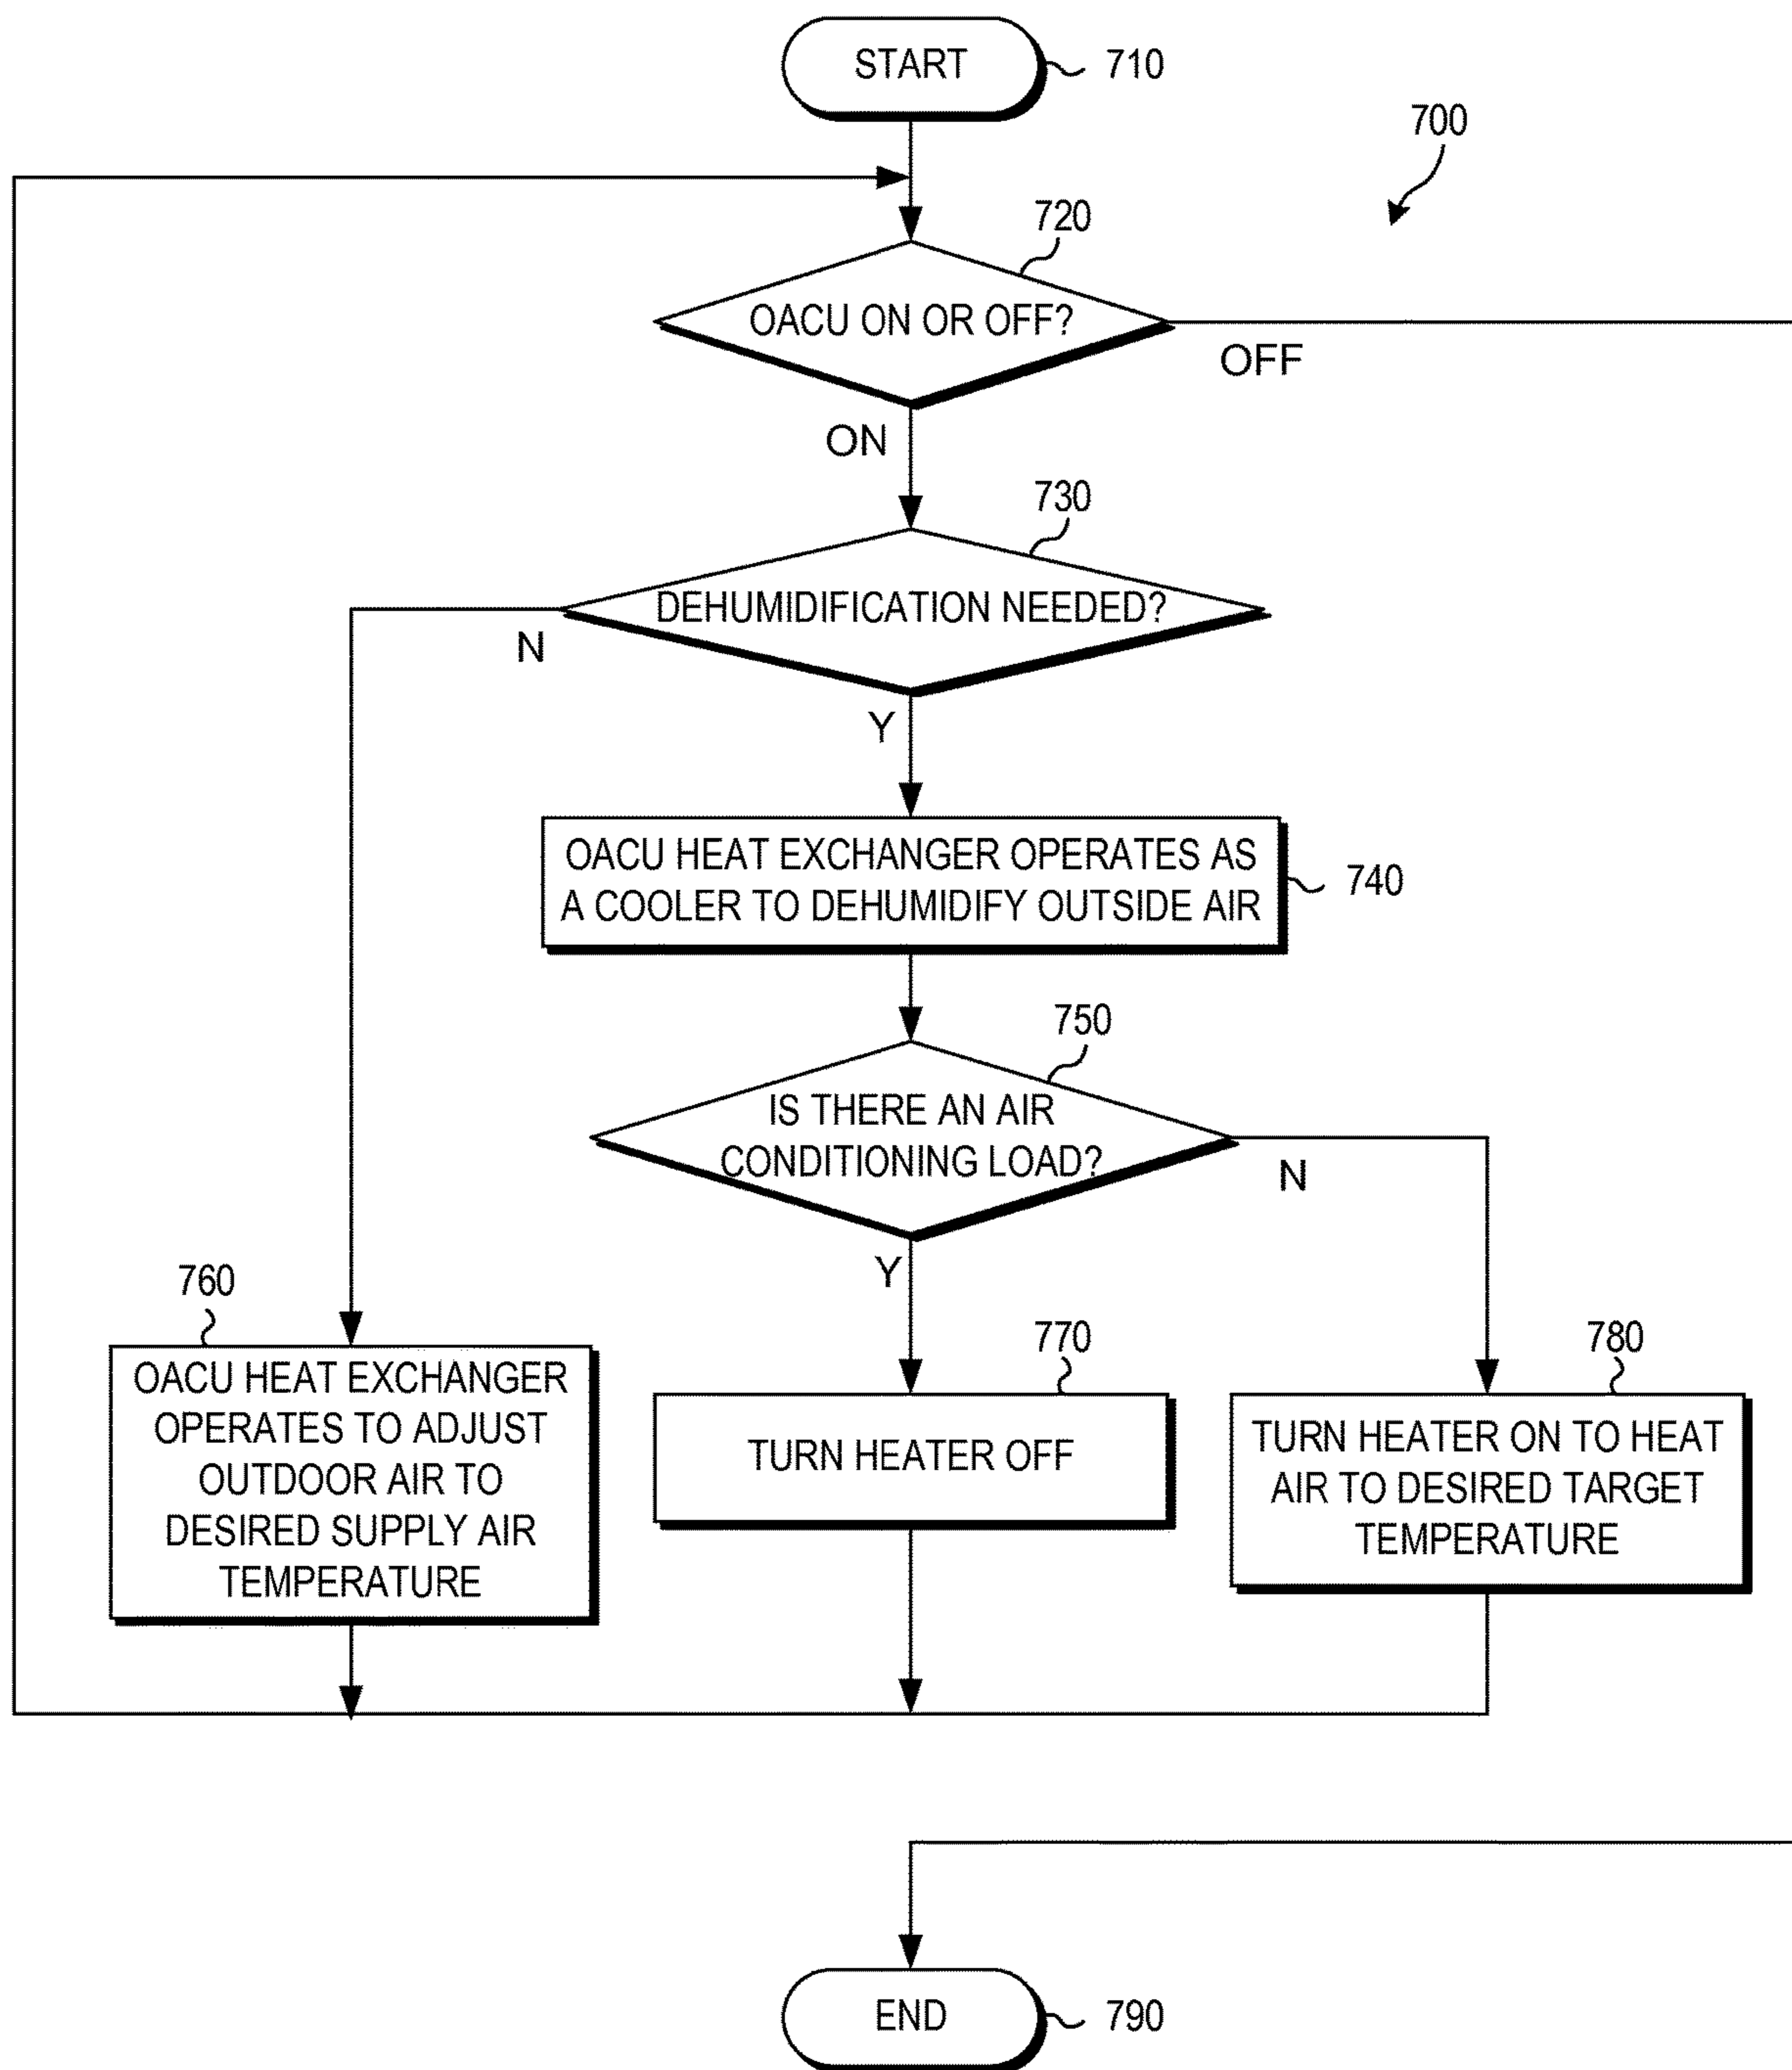 START
710
700
720
OACU ON OR OFF?
OFF
ON
730
DEHUMIDIFICATION NEEDED?
N
Y
OACU HEAT EXCHANGER OPERATES AS
A COOLER TO DEHUMIDIFY OUTSIDE AIR
740
750
IS THERE AN AIR
CONDITIONING LOAD?
N
Y
760
OACU HEAT EXCHANGER
OPERATES TO ADJUST
OUTDOOR AIR TO
DESIRED SUPPLY AIR
TEMPERATURE
770
TURN HEATER OFF
780
TURN HEATER ON TO HEAT
AIR TO DESIRED TARGET
TEMPERATURE
END
790